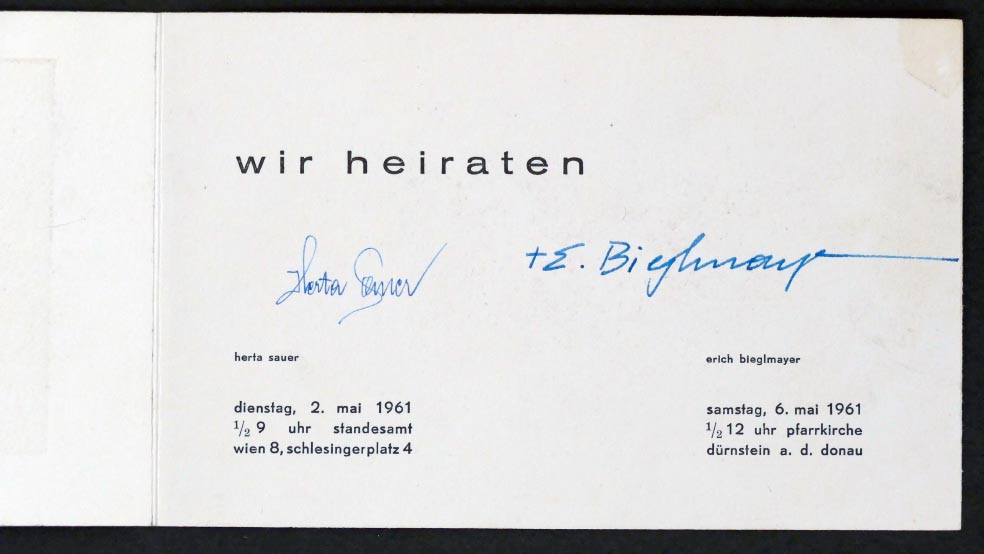 wir heiraten
Herta Sauer
+E. Bieglmayer
herta sauer
erich bieglmayer
dienstag, 2. mai 1961
1/2 9 uhr standesamt
wien 8, schlesingerplatz 4
samstag, 6. mai 1961
1/2 12 uhr pfarrkirche
dürnstein a. d. donau